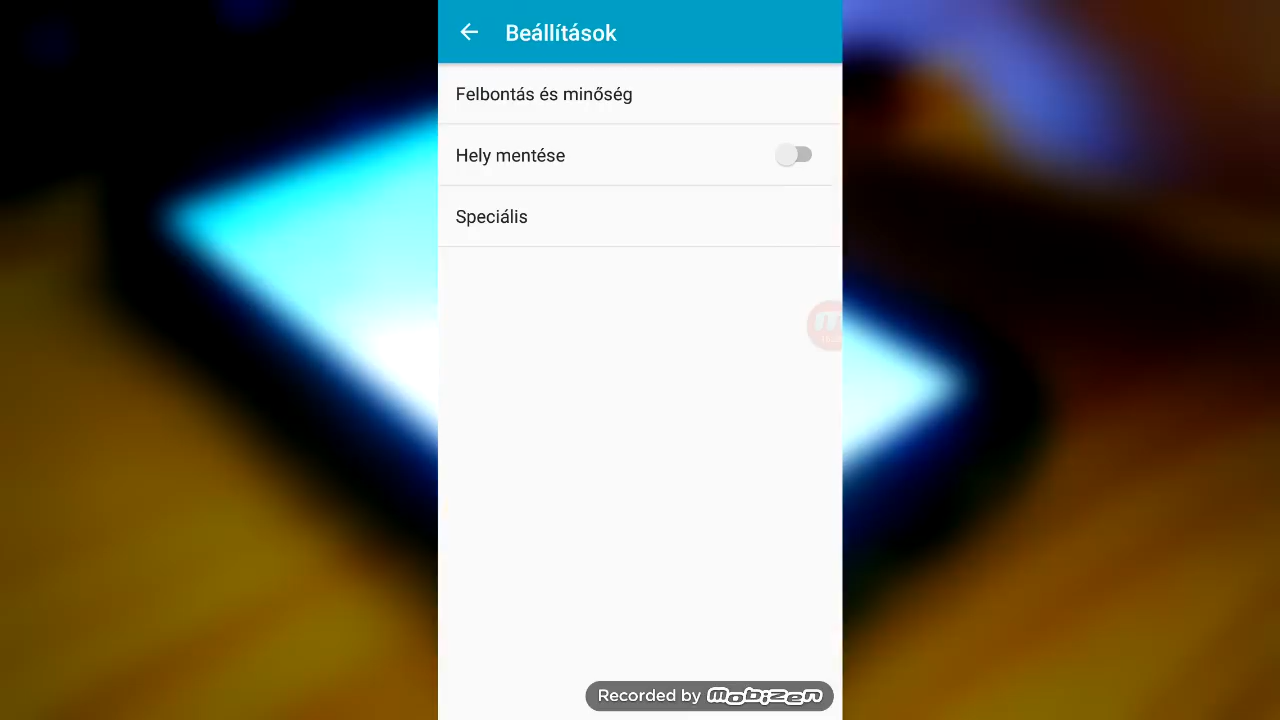 Beállítások
Felbontás és minőség
Hely mentése
Speciális
Recorded by mobizen